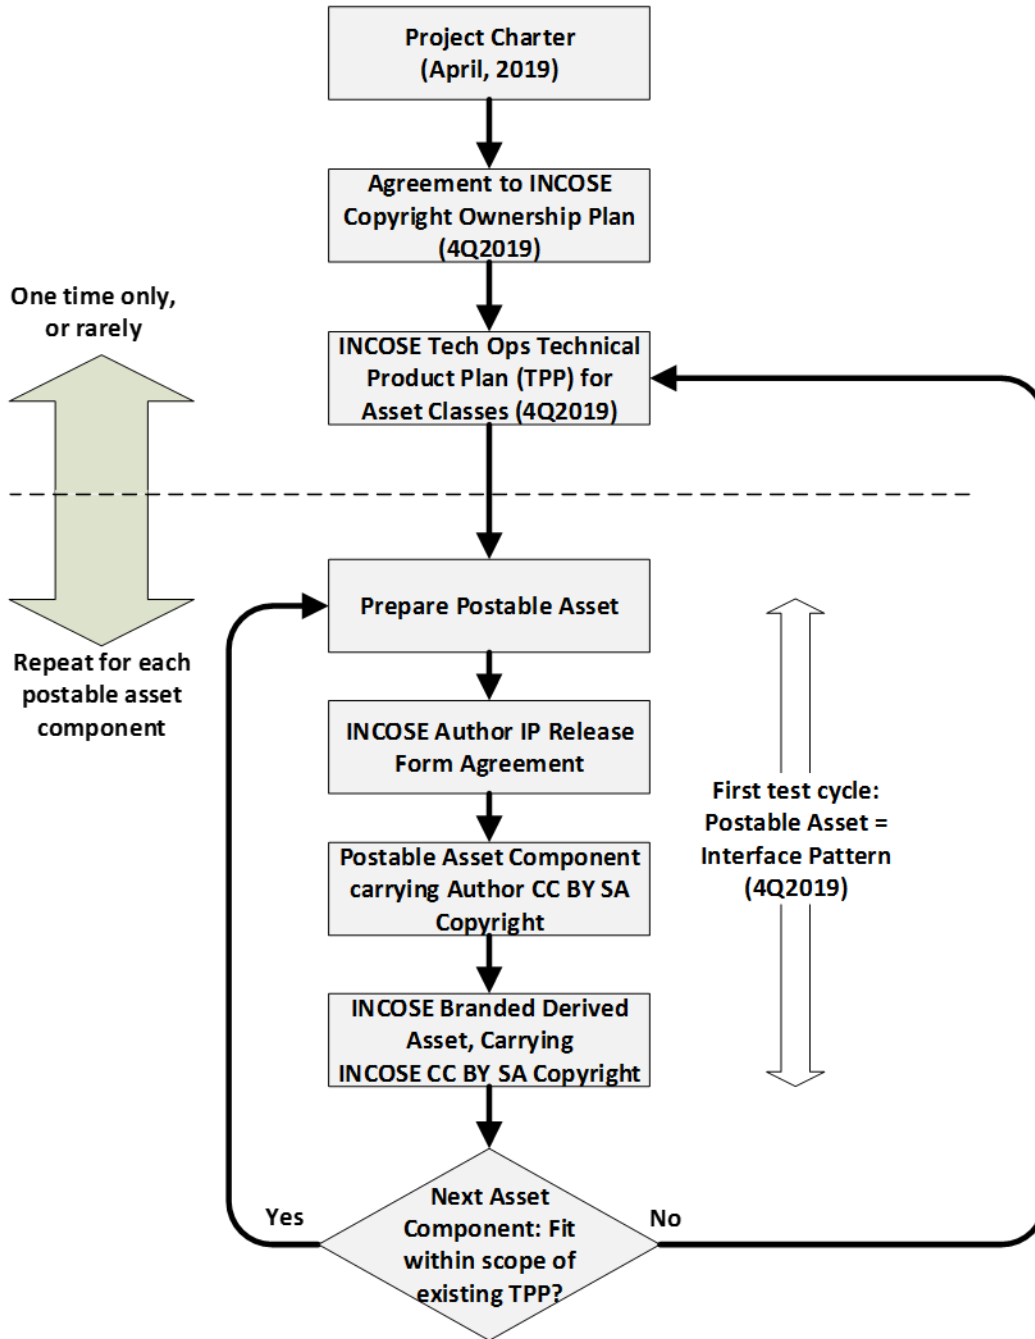 Project Charter
(April, 2019)
Agreement to INCOSE
Copyright Ownership Plan
(4Q2019)
One time only,
or rarely
INCOSE Tech Ops Technical
Product Plan (TPP) for
Asset Classes (4Q2019)
Prepare Postable Asset
Repeat for each
postable asset
component
INCOSE Author IP Release
Form Agreement
First test cycle:
Postable Asset =
Interface Pattern
(4Q2019)
Postable Asset Component
carrying Author CC BY SA
Copyright
INCOSE Branded Derived
Asset, Carrying
INCOSE CC BY SA Copyright
Next Asset
Component: Fit
within scope of
existing TPP?
Yes
No